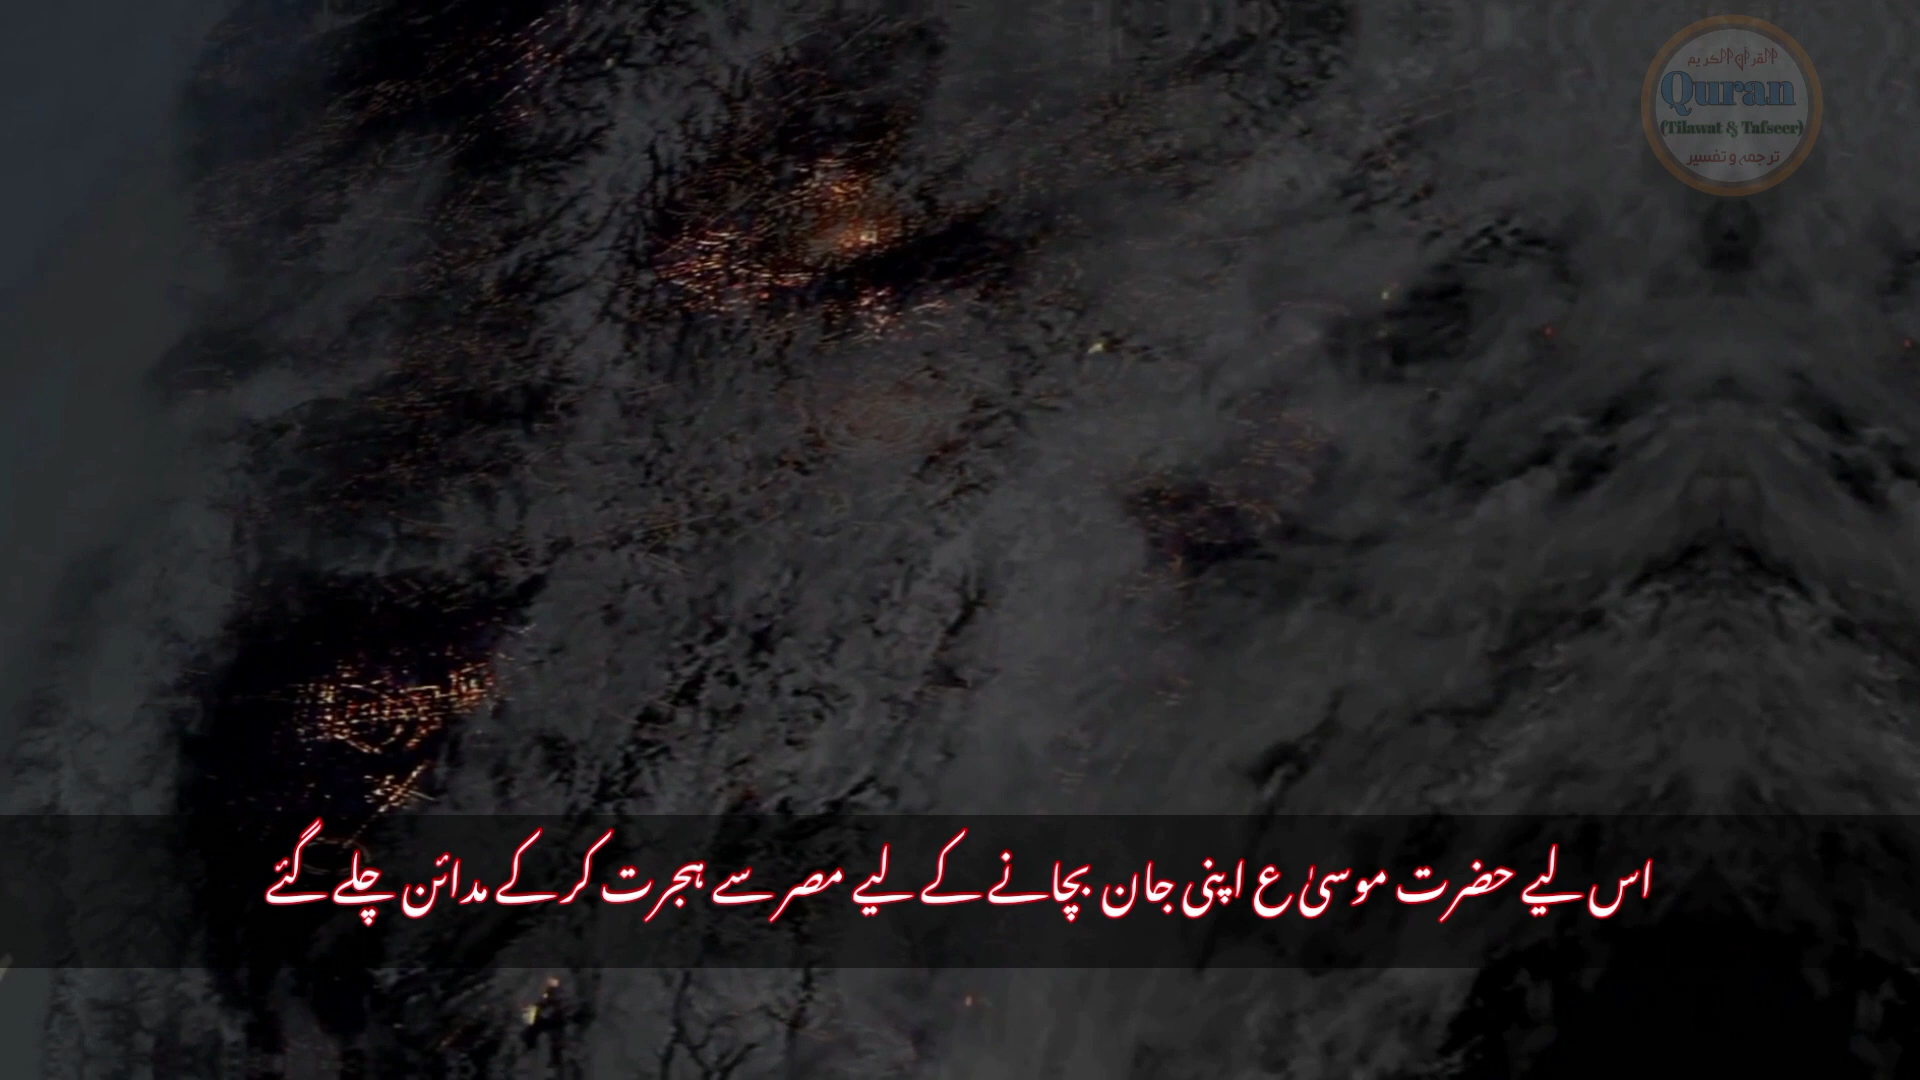 القرآن الكريم
Quran
(Tilawat & Tafseer)
ترجمہ و تفسیر
اس لیے حضرت موسیٰ ع اپنی جان بچانے کے لیے مصر سے ہجرت کر کے مدائن چلے گئے